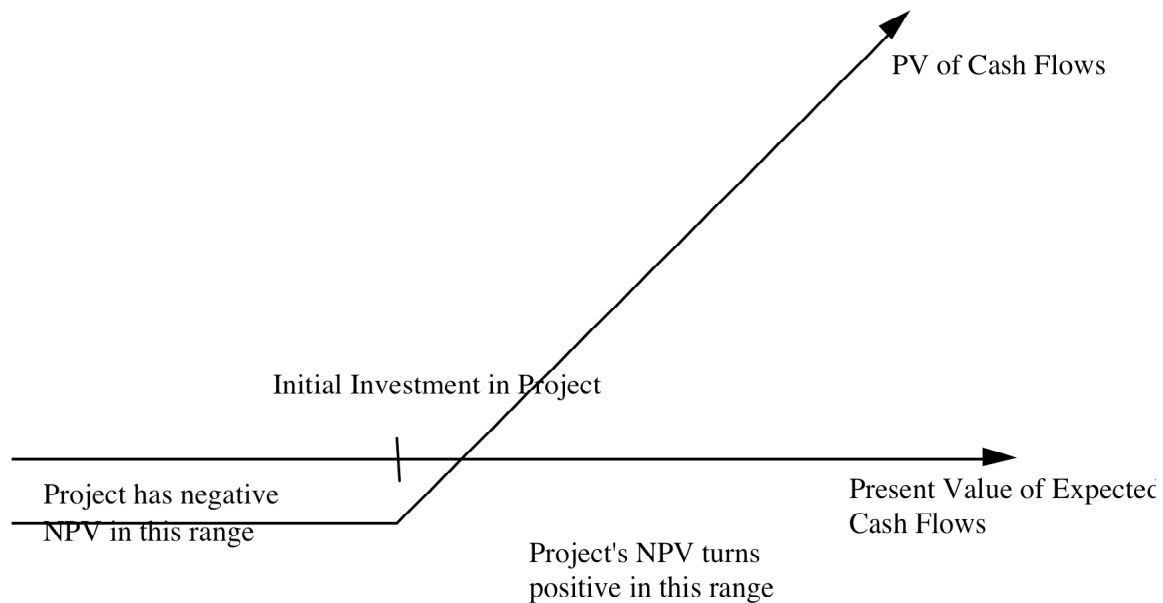 PV of Cash Flows
Initial Investment in Project
Project has negative
NPV in this range
Present Value of Expected
Cash Flows
Project's NPV turns
positive in this range